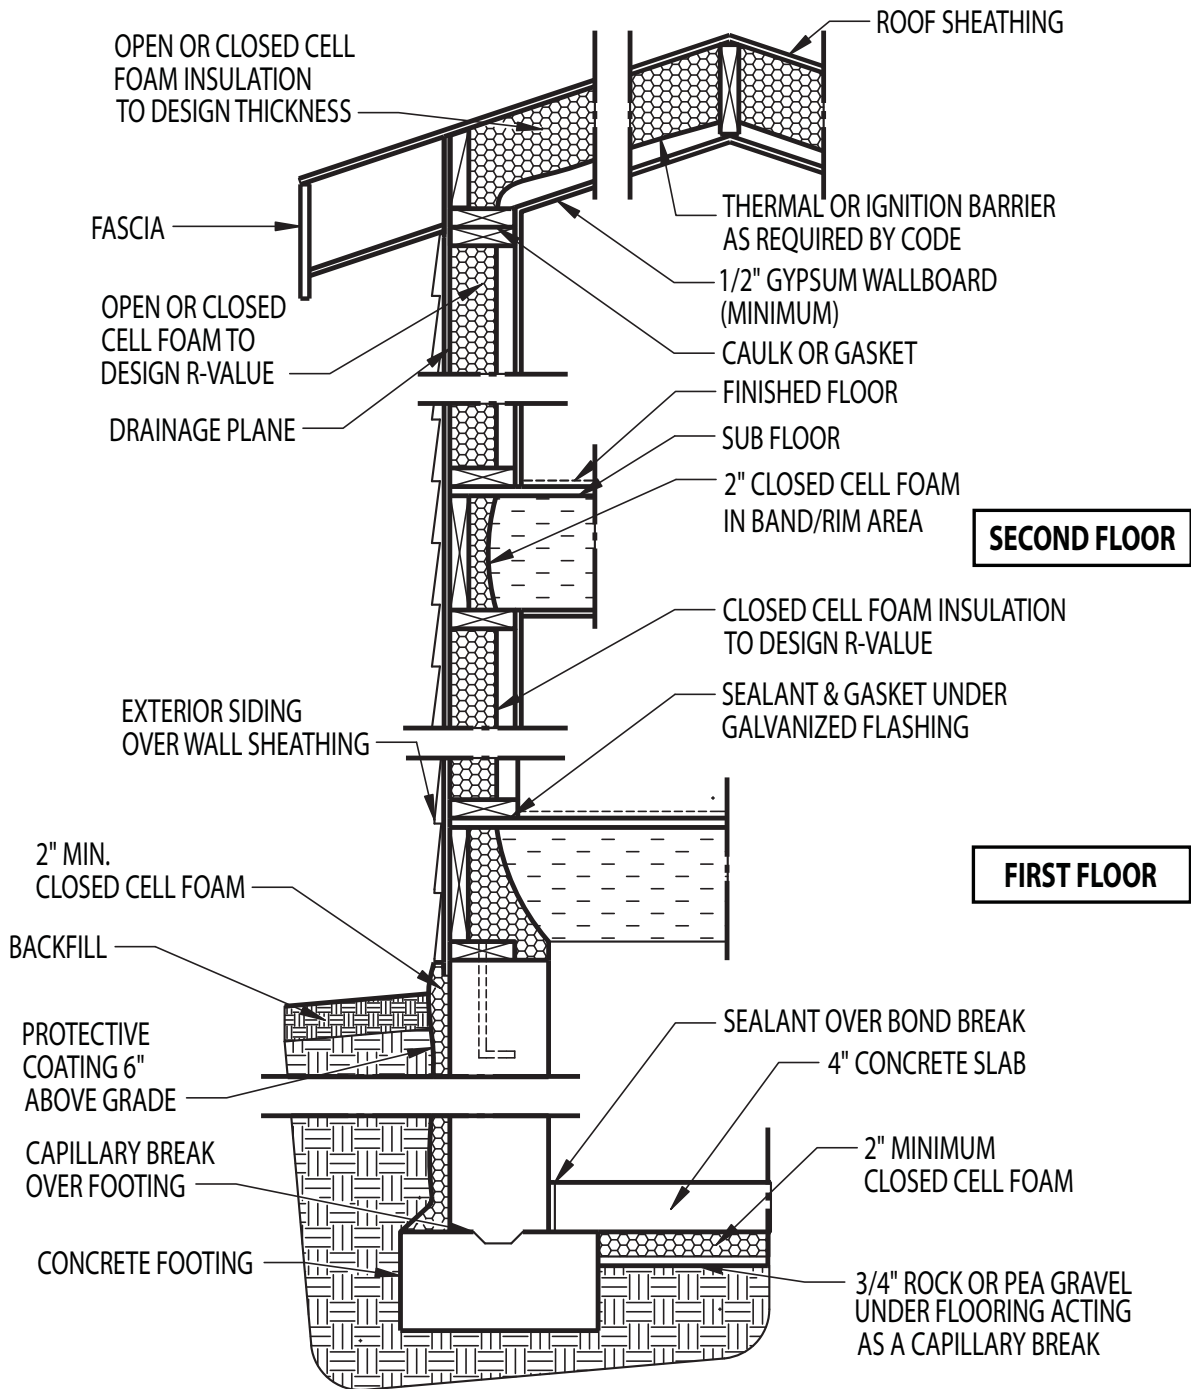 ROOF SHEATHING
OPEN OR CLOSED CELL
FOAM INSULATION
TO DESIGN THICKNESS
FASCIA
THERMAL OR IGNITION BARRIER
AS REQUIRED BY CODE
1/2" GYPSUM WALLBOARD
(MINIMUM)
OPEN OR CLOSED
CELL FOAM TO
DESIGN R-VALUE
CAULK OR GASKET
FINISHED FLOOR
DRAINAGE PLANE
SUB FLOOR
2" CLOSED CELL FOAM
IN BAND/RIM AREA
SECOND FLOOR
CLOSED CELL FOAM INSULATION
TO DESIGN R-VALUE
SEALANT & GASKET UNDER
GALVANIZED FLASHING
EXTERIOR SIDING
OVER WALL SHEATHING
2" MIN.
CLOSED CELL FOAM
FIRST FLOOR
BACKFILL
PROTECTIVE
COATING 6"
ABOVE GRADE
SEALANT OVER BOND BREAK
4" CONCRETE SLAB
CAPILLARY BREAK
OVER FOOTING
2" MINIMUM
CLOSED CELL FOAM
CONCRETE FOOTING
3/4" ROCK OR PEA GRAVEL
UNDER FLOORING ACTING
AS A CAPILLARY BREAK